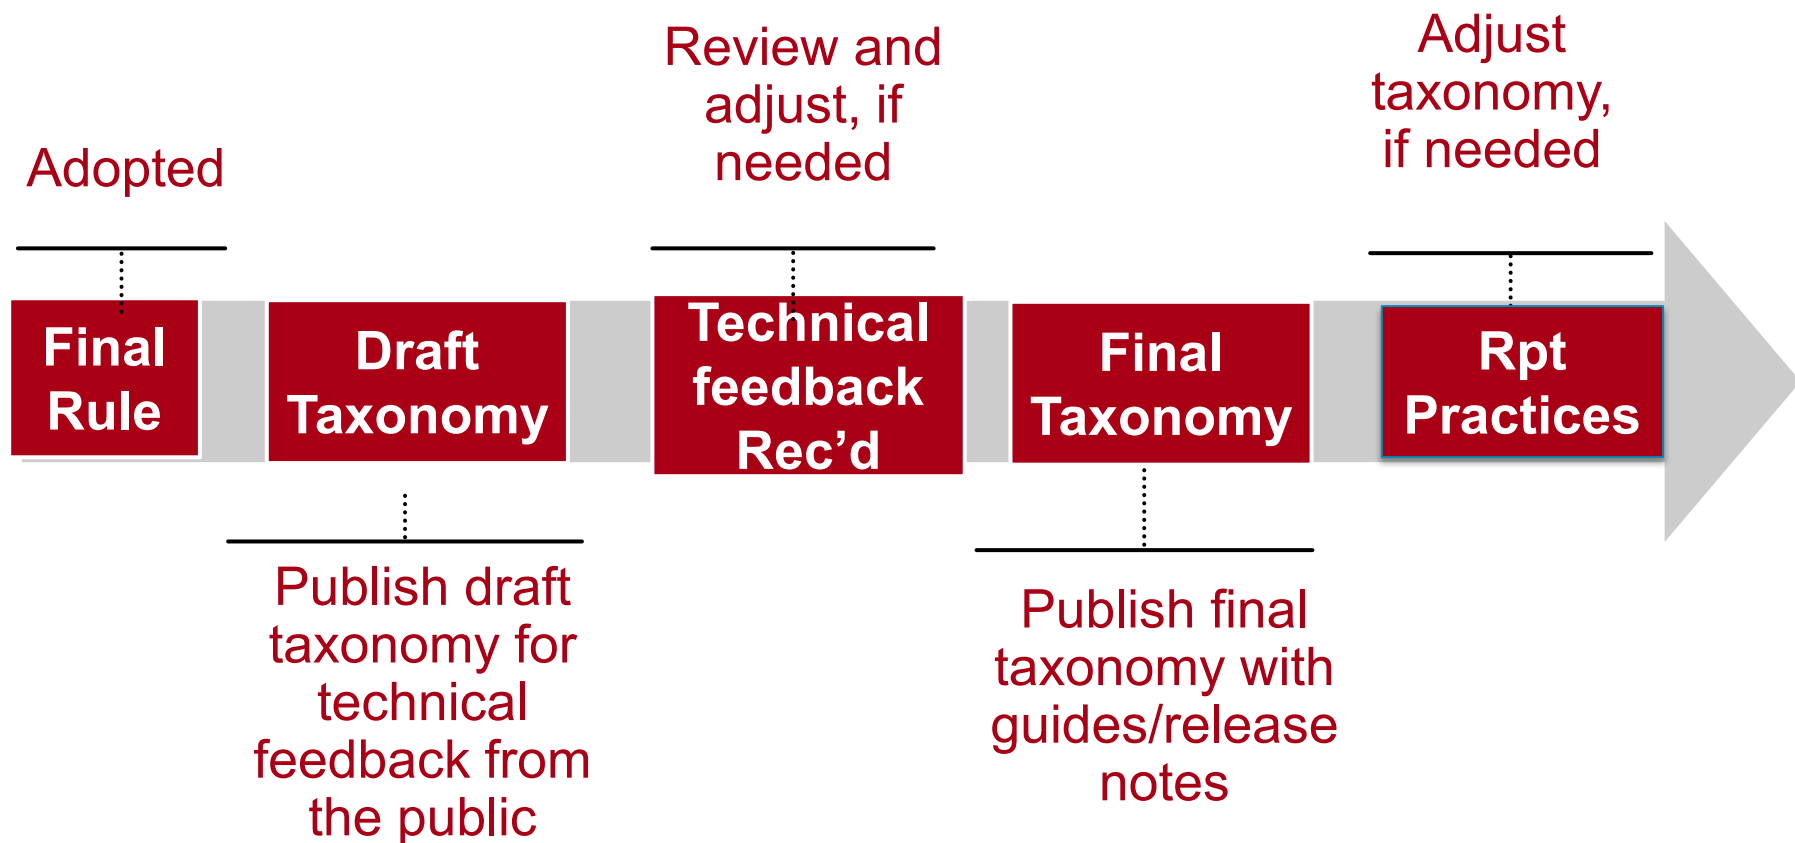 Adopted
Review and
adjust, if
needed
Adjust
taxonomy,
if needed
Final
Rule
Draft
Taxonomy
Technical
feedback
Rec’d
Final
Taxonomy
Rpt
Practices
Publish draft
taxonomy for
technical
feedback from
the public
Publish final
taxonomy with
guides/release
notes